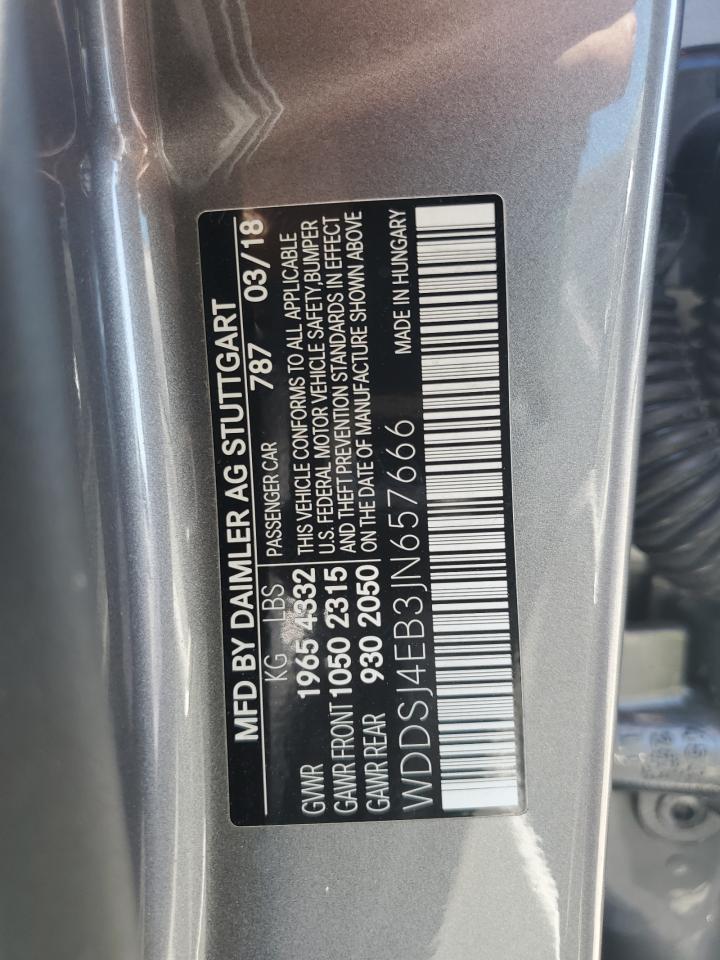 MFD BY DAIMLER AG STUTTGART
KG LBS 787 03/18
PASSENGER CAR
GVWR 1965 4332 THIS VEHICLE CONFORMS TO ALL APPLICABLE
U.S. FEDERAL MOTOR VEHICLE SAFETY,BUMPER
GAWR FRONT 1050 2315 AND THEFT PREVENTION STANDARDS IN EFFECT
GAWR REAR 930 2050 ON THE DATE OF MANUFACTURE SHOWN ABOVE
WDDSJ4EB3JN657666 MADE IN HUNGARY